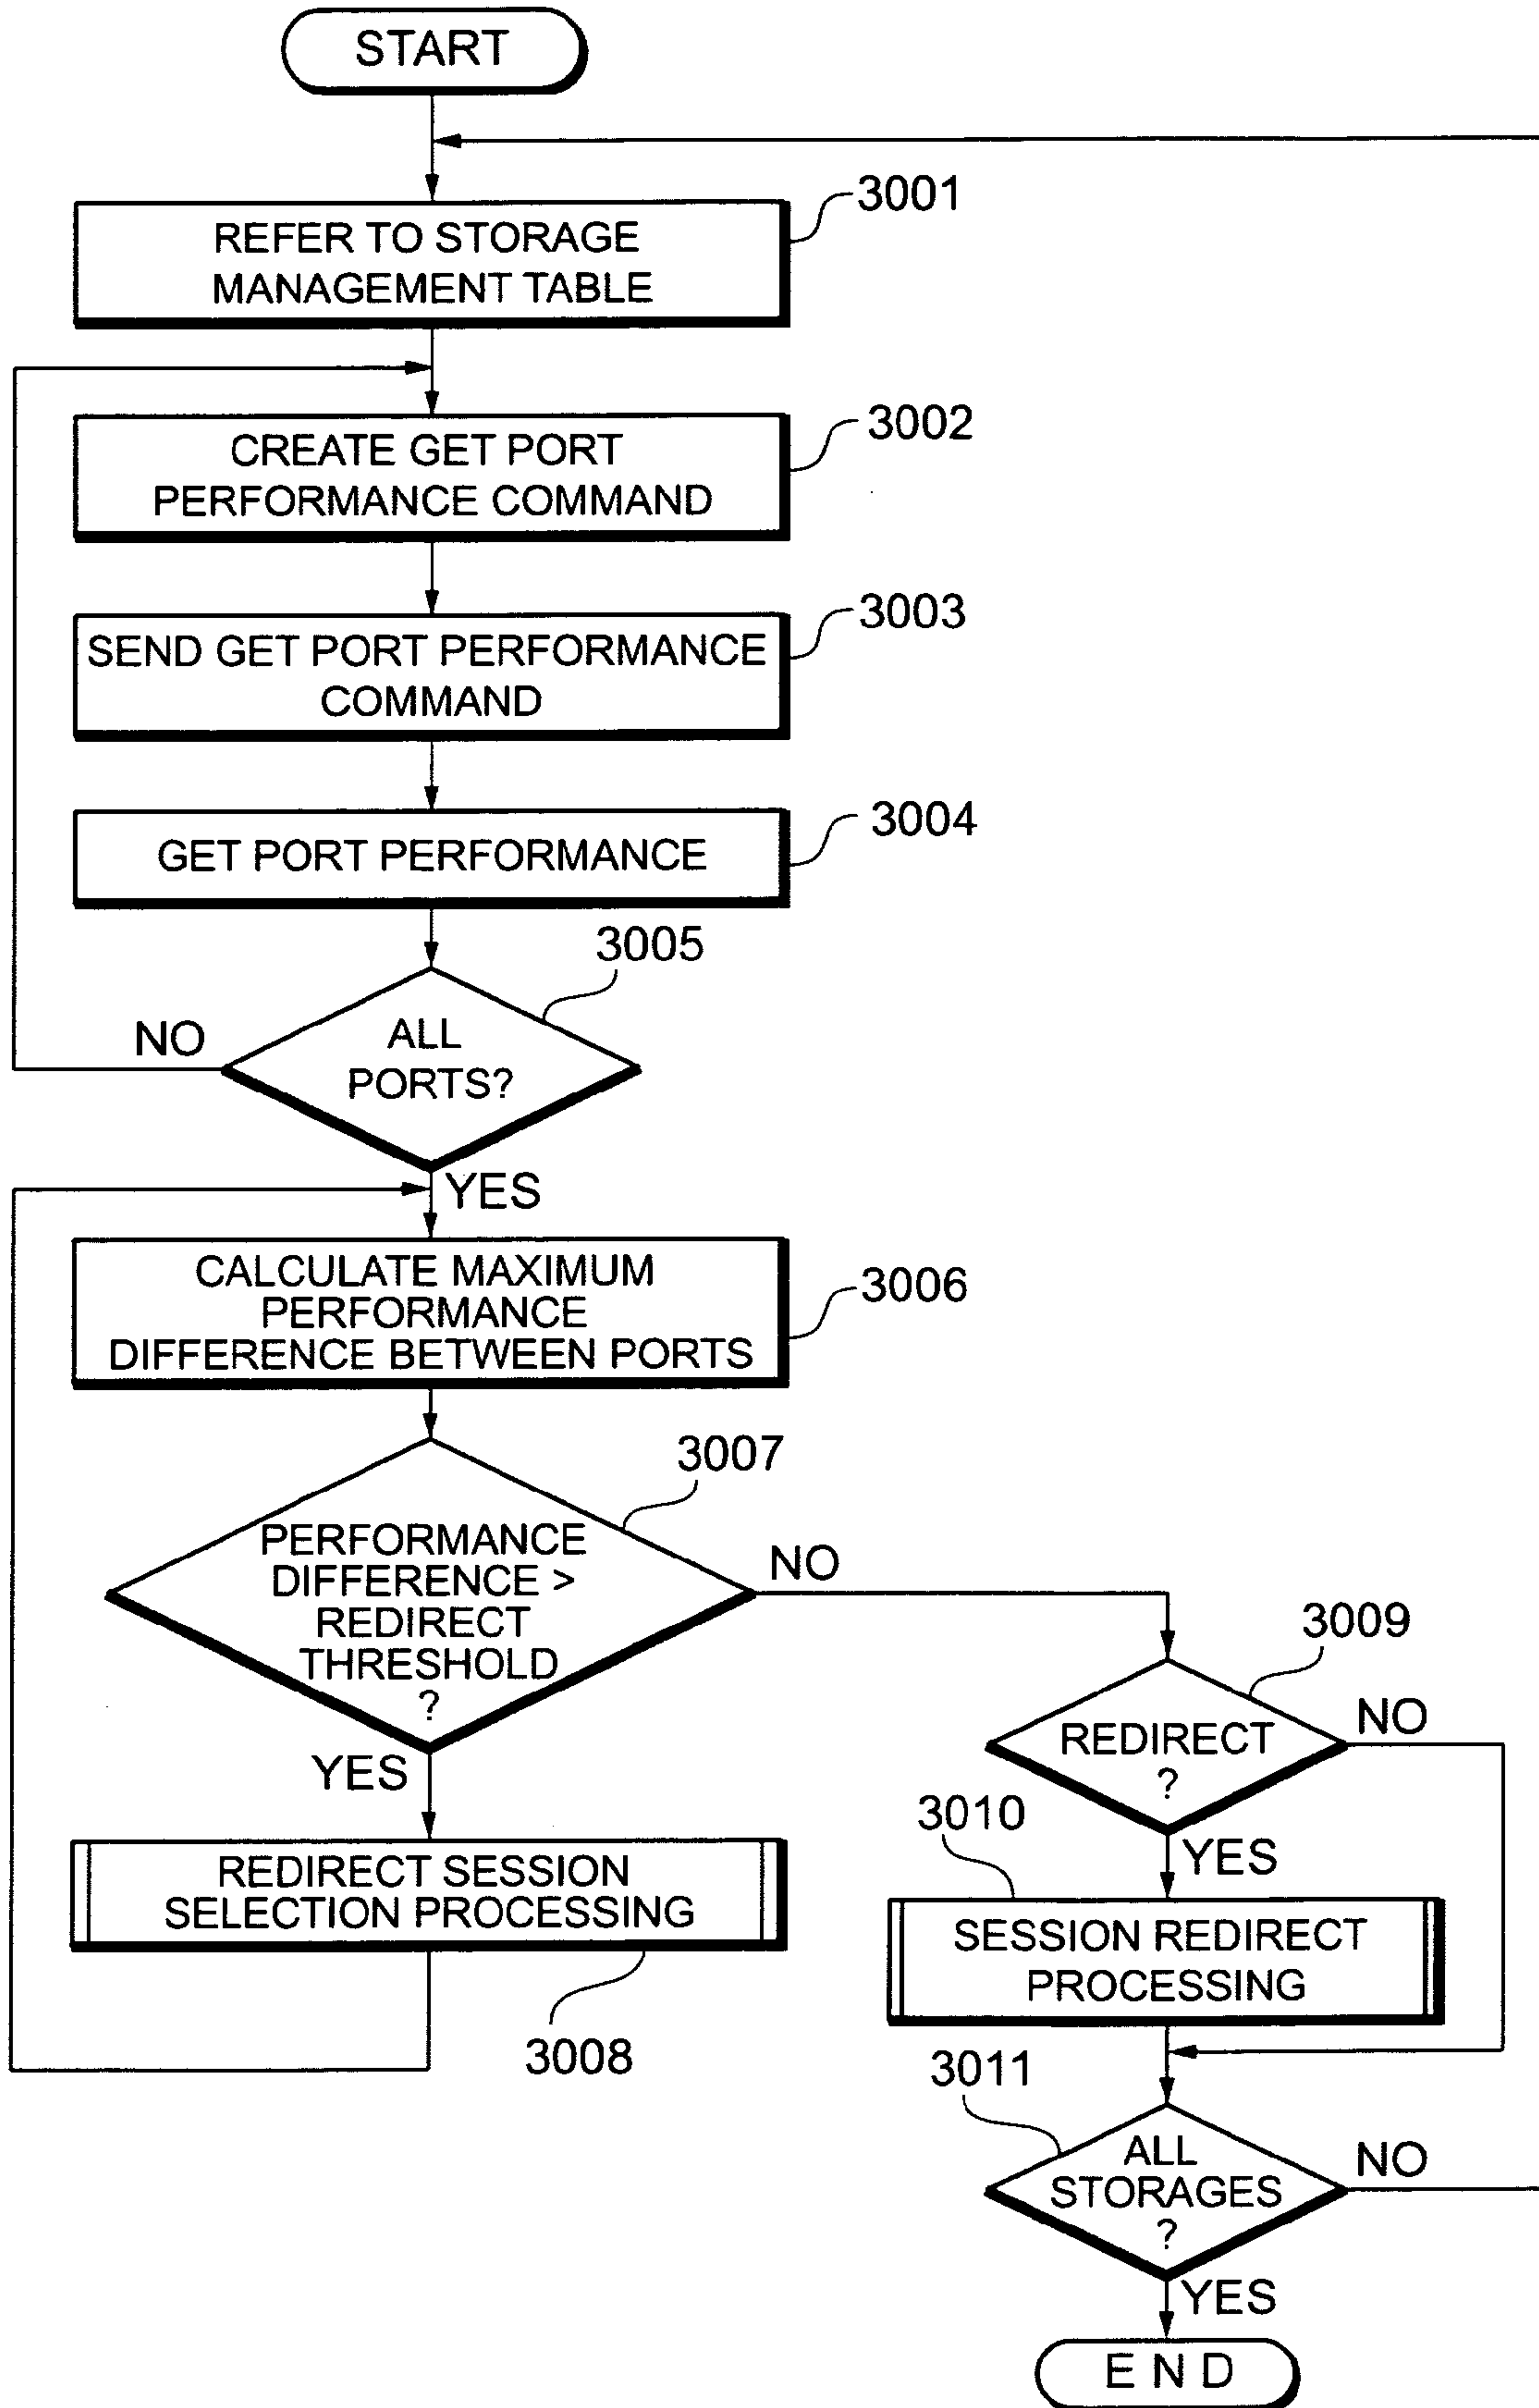 START
3001
REFER TO STORAGE
MANAGEMENT TABLE
3002
CREATE GET PORT
PERFORMANCE COMMAND
3003
SEND GET PORT PERFORMANCE
COMMAND
3004
GET PORT PERFORMANCE
3005
ALL
PORTS?
NO
YES
3006
CALCULATE MAXIMUM
PERFORMANCE
DIFFERENCE BETWEEN PORTS
3007
PERFORMANCE
DIFFERENCE >
REDIRECT
THRESHOLD
?
NO
YES
REDIRECT SESSION
SELECTION PROCESSING
3008
3009
REDIRECT
?
NO
YES
3010
SESSION REDIRECT
PROCESSING
3011
ALL
STORAGES
?
NO
YES
END